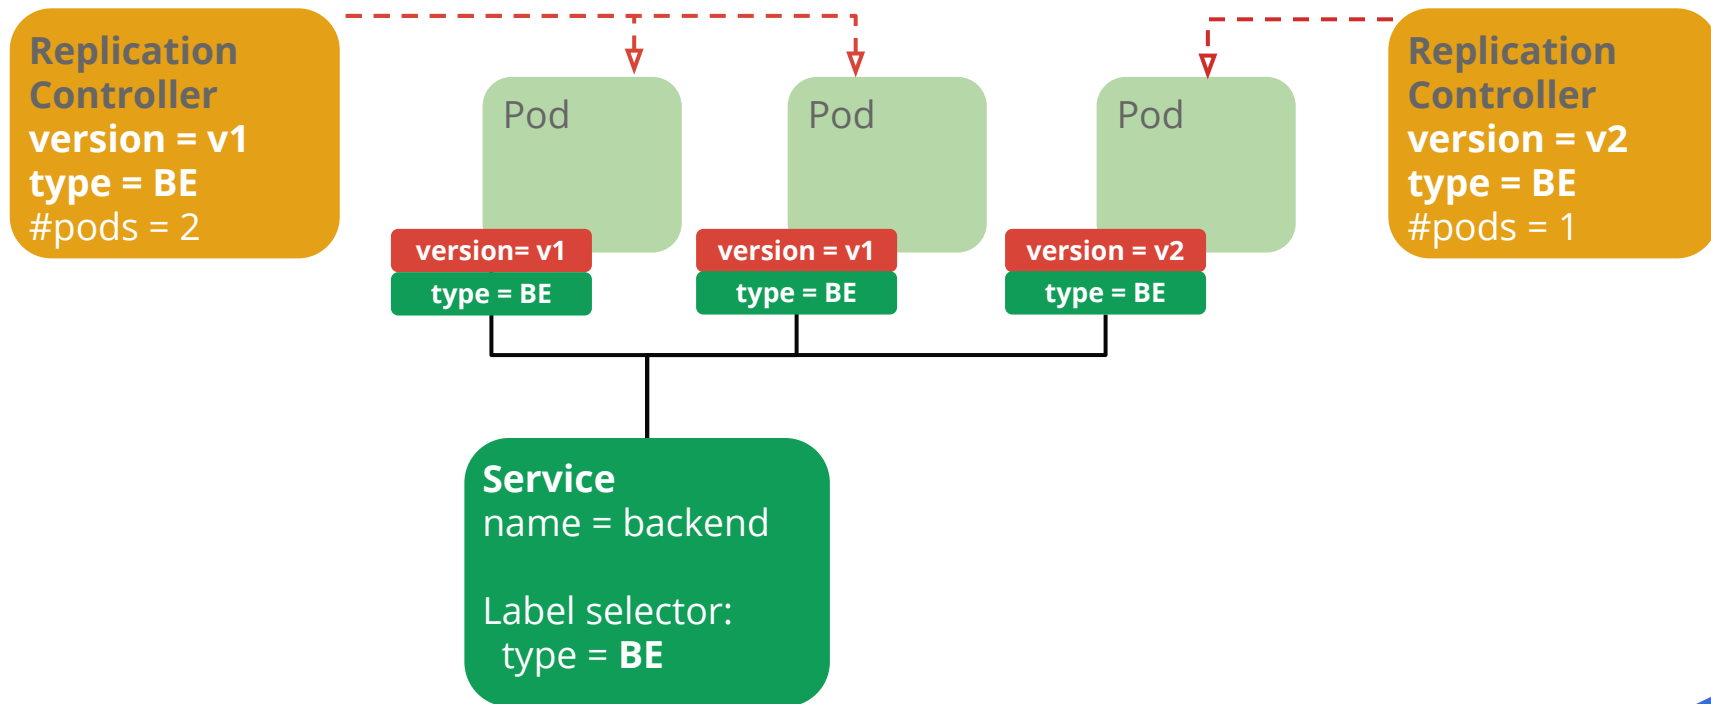 Replication
Controller
version = v1
type = BE
#pods = 2
Pod
version= v1
type = BE
Pod
version = v1
type = BE
Pod
version = v2
type = BE
Replication
Controller
version = v2
type = BE
#pods = 1
Service
name = backend
Label selector:
type = BE